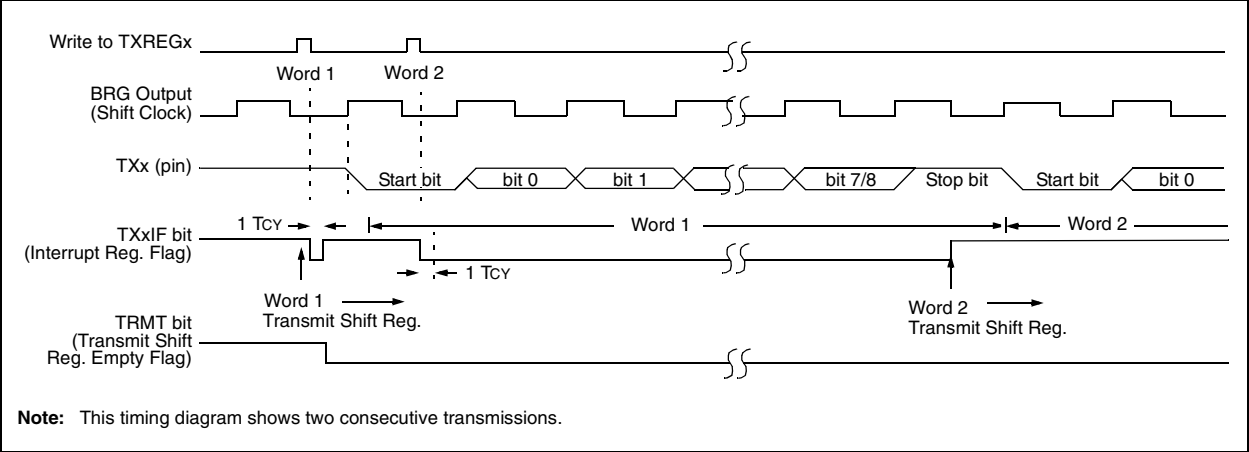 Write to TXREGx
Word 1
Word 2
BRG Output
(Shift Clock)
TXx (pin)
Start bit
bit 0
bit 1
bit 7/8
Stop bit
Start bit
bit 0
1 TCY
Word 1
Word 2
TXxIF bit
(Interrupt Reg. Flag)
1 TCY
Word 1
Transmit Shift Reg.
Word 2
Transmit Shift Reg.
TRMT bit
(Transmit Shift
Reg. Empty Flag)
Note: This timing diagram shows two consecutive transmissions.